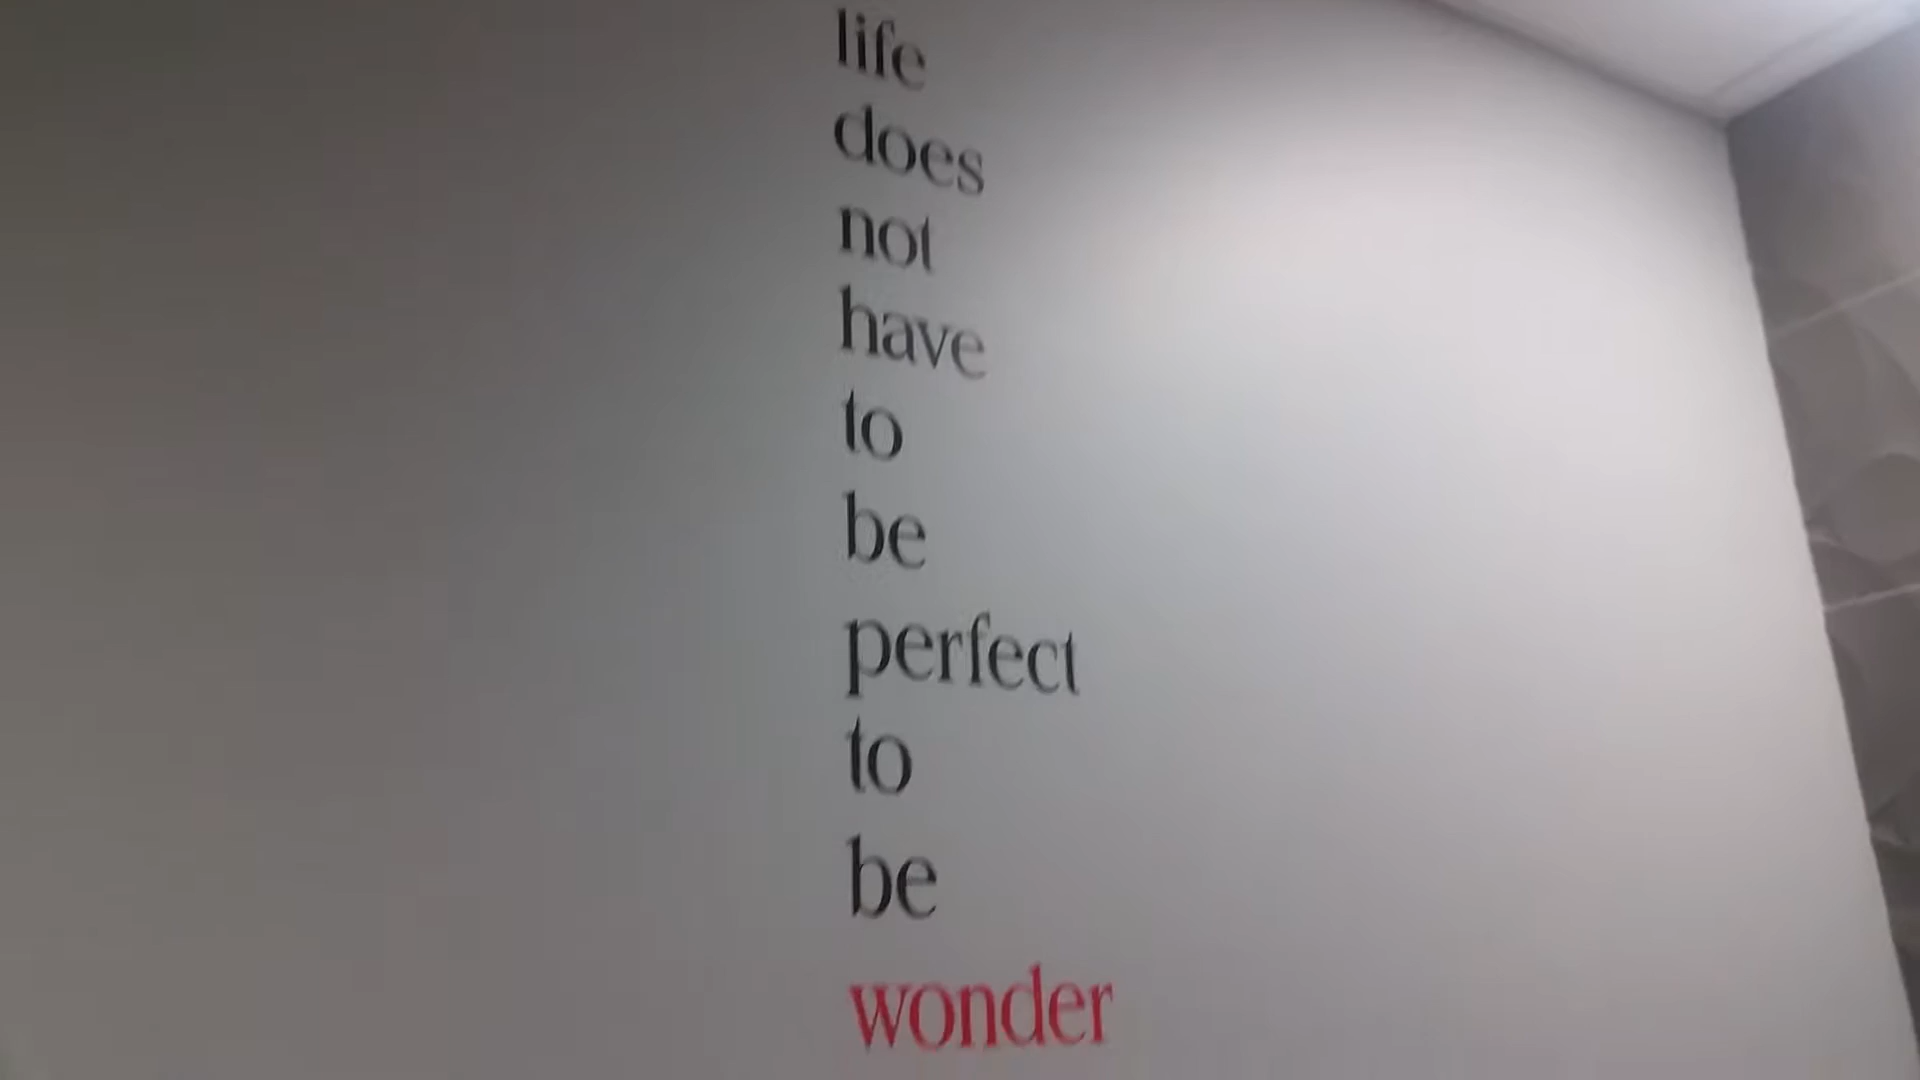 life
does
not
have
to
be
perfect
to
be
wonder